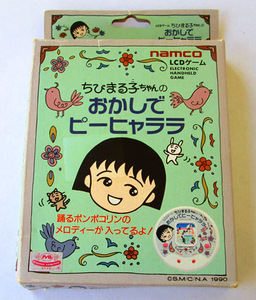 ちびまる子ちゃんの
おかしで
namco
LCDゲーム
ELECTRONIC
HANDHELD
GAME
ちびまる子ちゃんの
おかしで
ピーヒャララ
踊るポンポコリンの
メロディーが入ってるよ!
©G.M/C/N.A 1990